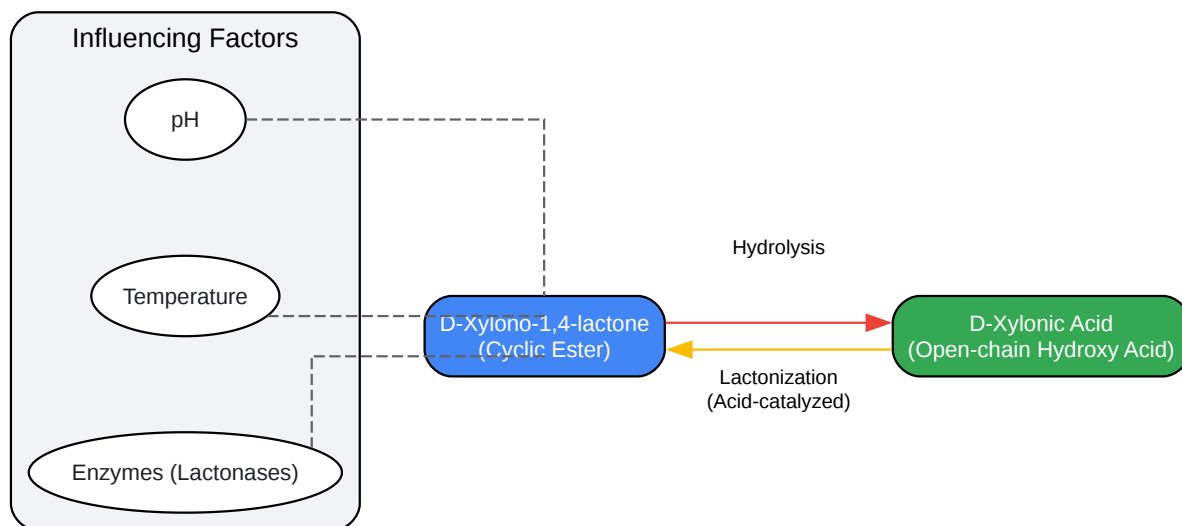 Influencing Factors
pH
Temperature
Enzymes (Lactonases)
D-Xylono-1,4-lactone
(Cyclic Ester)
Hydrolysis
Lactonization
(Acid-catalyzed)
D-Xylonic Acid
(Open-chain Hydroxy Acid)